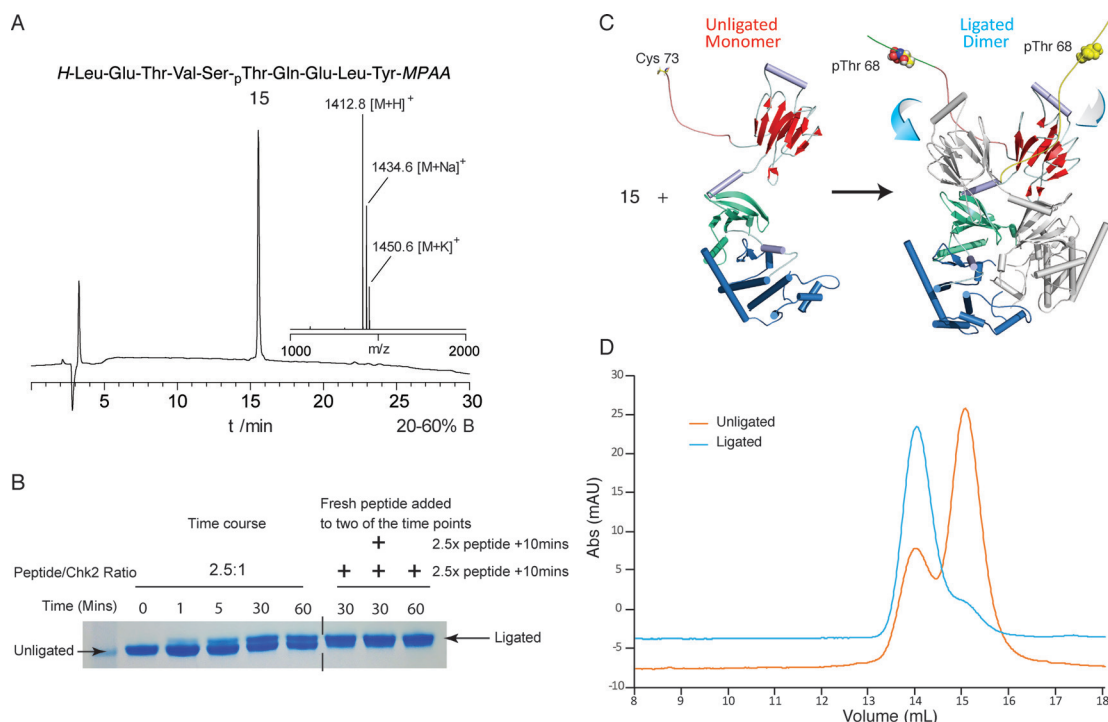 A
H-Leu-Glu-Thr-Val-Ser-pThr-Gln-Glu-Leu-Tyr-MPAA
15
1412.8 [M+H]+
1434.6 [M+Na]+
1450.6 [M+K]+
1000 m/z 2000
5 10 15 20 25 30
t /min 20-60% B
B
Time course
Fresh peptide added
to two of the time points
+ 2.5x peptide +10mins
Peptide/Chk2 Ratio 2.5:1 + + + 2.5x peptide +10mins
Time (Mins) 0 1 5 30 60 30 30 60
Unligated
Ligated
C
Unligated
Monomer
Ligated
Dimer
Cys 73
pThr 68
pThr 68
15 +
D
Abs (mAU)
30
25
20
15
10
5
0
-5
-10
Unligated
Ligated
8 9 10 11 12 13 14 15 16 17 18
Volume (mL)